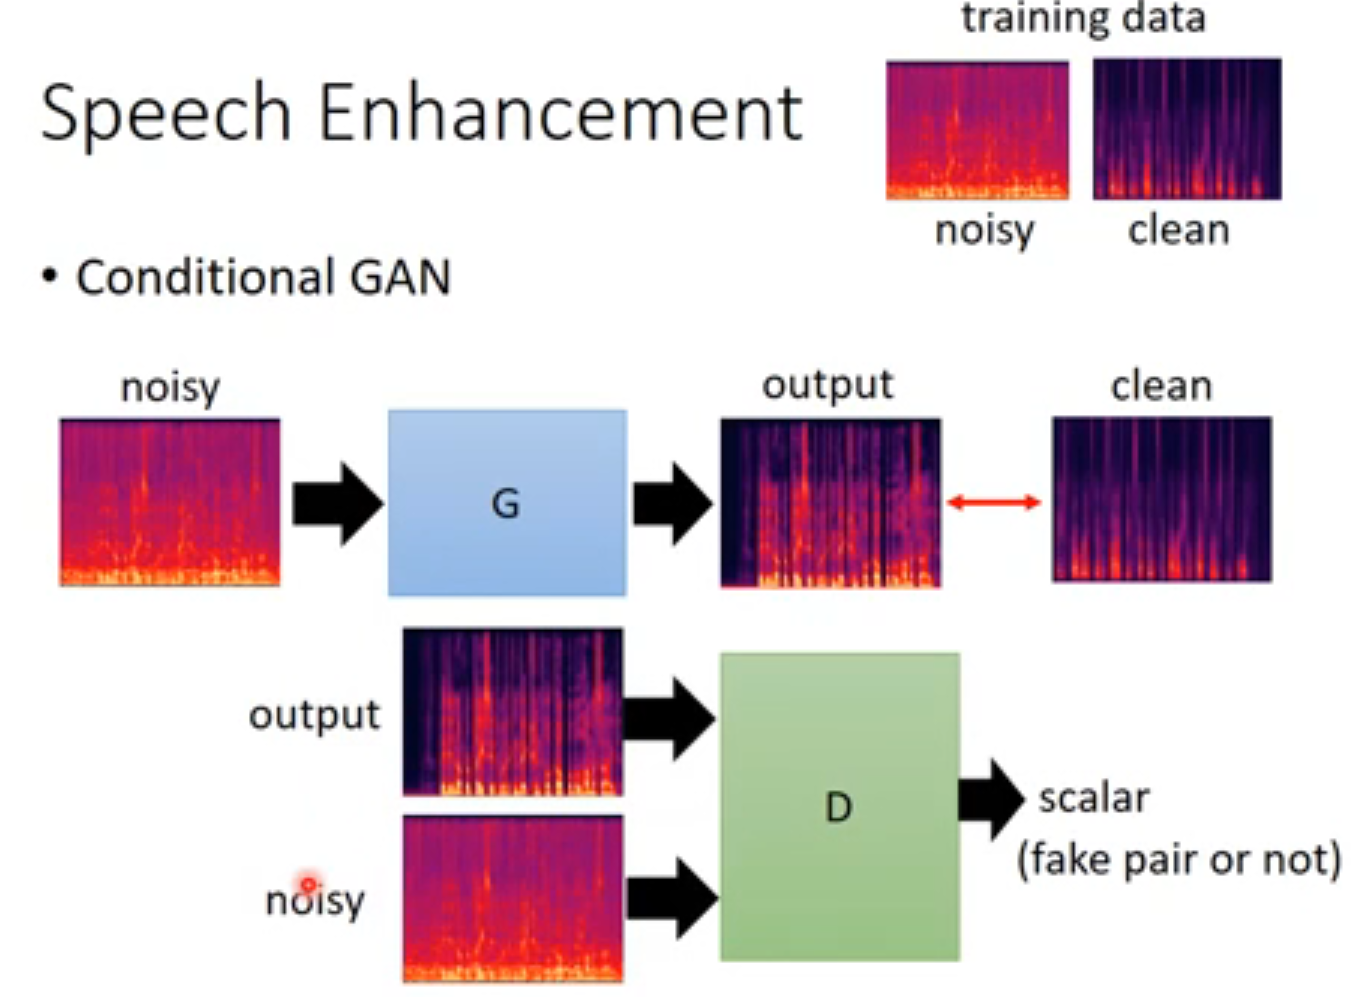 training data
Speech Enhancement
noisy clean
• Conditional GAN
noisy
output
clean
G
output
D
scalar
(fake pair or not)
noisy